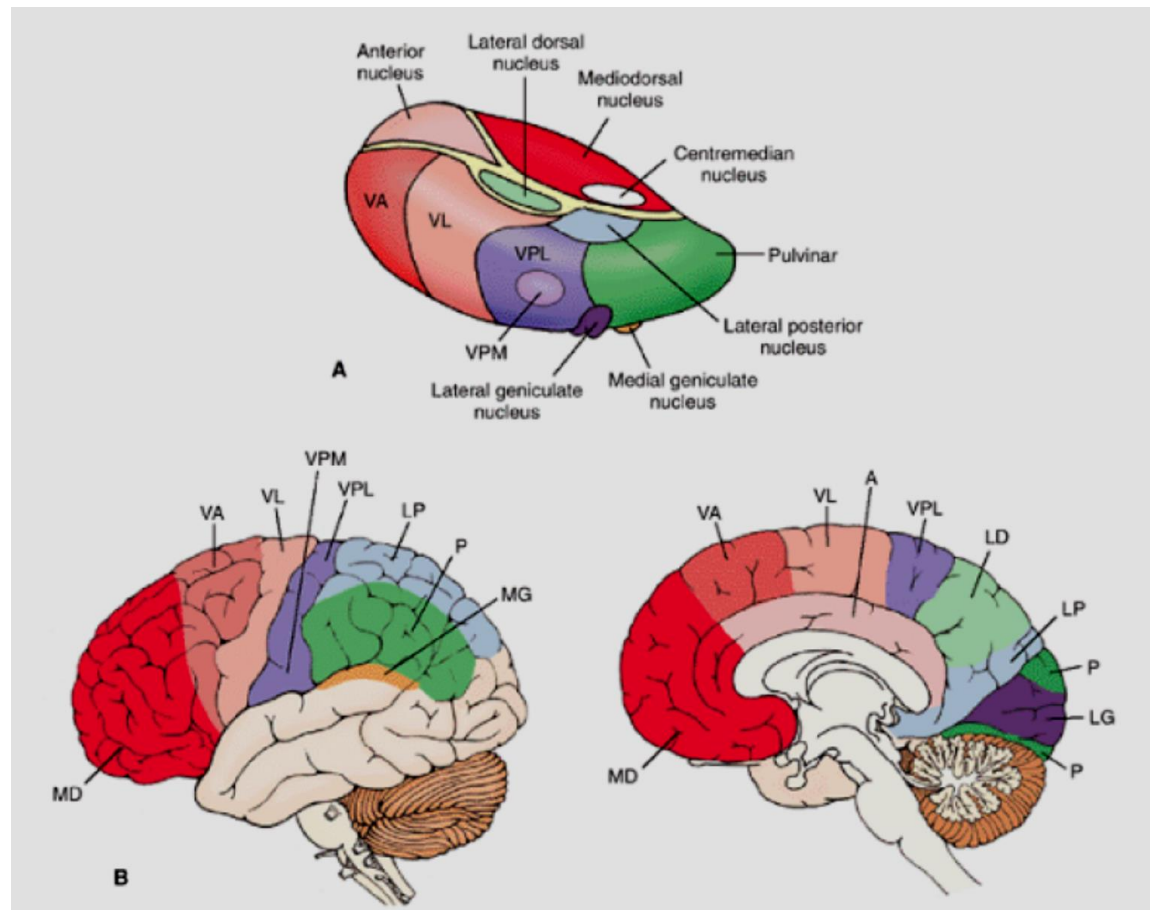 Anterior
nucleus
Lateral dorsal
nucleus
Mediodorsal
nucleus
Centremedian
nucleus
VA
VL
VPL
Pulvinar
Lateral posterior
nucleus
VPM
Lateral geniculate
nucleus
Medial geniculate
nucleus
A
VPM
VPL
VL
VA
LP
P
MG
MD
B
A
VL
VA
VPL
LD
LP
P
LG
P
MD